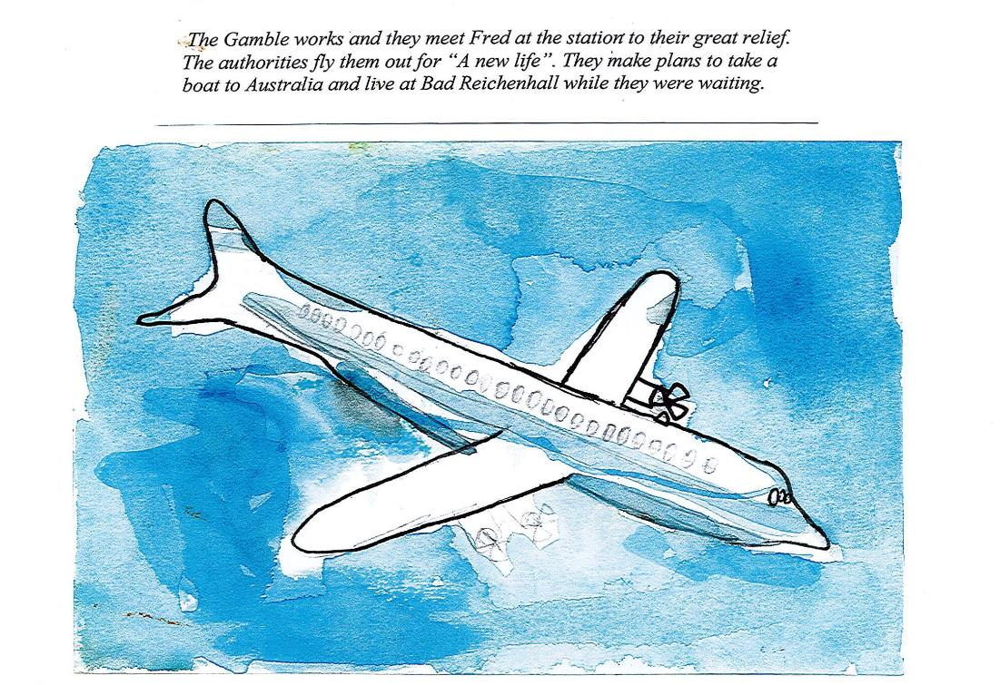 The Gamble works and they meet Fred at the station to their great relief.
The authorities fly them out for “A new life”. They make plans to take a
boat to Australia and live at Bad Reichenhall while they were waiting.